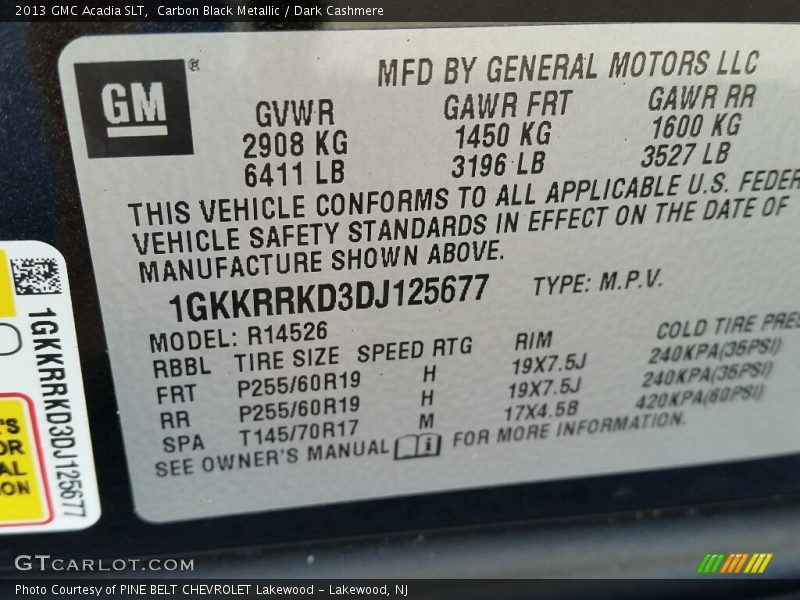 2013 GMC Acadia SLT, Carbon Black Metallic / Dark Cashmere
GM ®
MFD BY GENERAL MOTORS LLC
GVWR GAWR FRT GAWR RR
2908 KG 1450 KG 1600 KG
6411 LB 3196 LB 3527 LB
THIS VEHICLE CONFORMS TO ALL APPLICABLE U.S. FEDER
VEHICLE SAFETY STANDARDS IN EFFECT ON THE DATE OF
MANUFACTURE SHOWN ABOVE.
1GKKRRKD3DJ125677 TYPE: M.P.V.
MODEL: R14526
RBBL TIRE SIZE SPEED RTG RIM COLD TIRE PRES
FRT P255/60R19 H 19X7.5J 240KPA(35PSI)
RR P255/60R19 H 19X7.5J 240KPA(35PSI)
SPA T145/70R17 M 17X4.5B 420KPA(60PSI)
SEE OWNER'S MANUAL i FOR MORE INFORMATION.
1GKKRRKD3DJ125677
'S
OR
AL
ON
GTCARLOT.COM
Photo Courtesy of PINE BELT CHEVROLET Lakewood - Lakewood, NJ